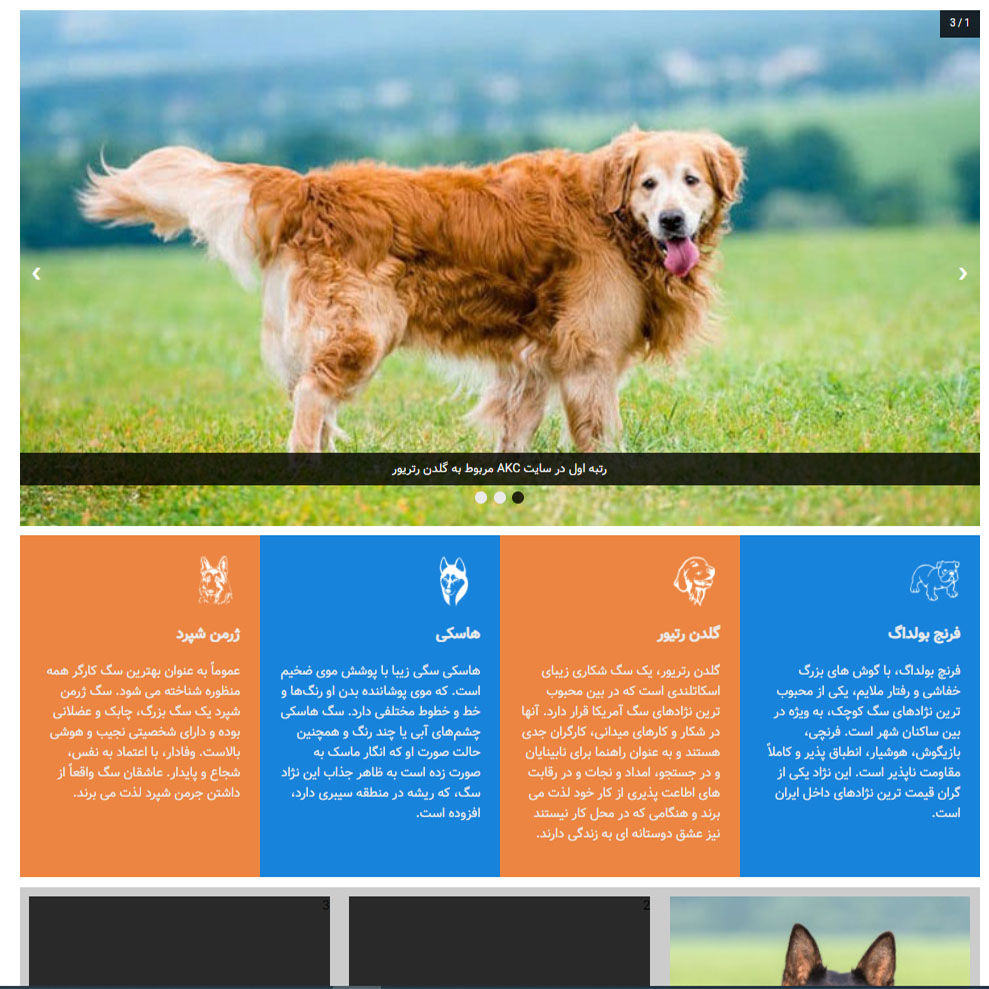 3 / 1
‹
›
رتبه اول در سایت AKC مربوط به گلدن رتریور
فرنچ بولداگ
فرنچ بولداگ، با گوش های بزرگ
خفاشی و رفتار ملایم، یکی از محبوب
ترین نژادهای سگ کوچک، به ویژه در
بین ساکنان شهر است. فرنچی،
بازیگوش، هوشیار، انطباق پذیر و کاملاً
مقاومت ناپذیر است. این نژاد یکی از
گران قیمت ترین نژادهای داخل ایران
است.
گلدن رتیور
گلدن رتریور، یک سگ شکاری زیبای
اسکاتلندی است که در بین محبوب
ترین نژادهای سگ آمریکا قرار دارد. آنها
در شکار و کارهای میدانی، کارگران جدی
هستند و به عنوان راهنما برای نابینایان
و در جستجو، امداد و نجات و در رقابت
های اطاعت پذیری از کار خود لذت می
برند و هنگامی که در محل کار نیستند
نیز عشق دوستانه ای به زندگی دارند.
هاسکی
هاسکی سگی زیبا با پوشش موی ضخیم
است. که موی پوشاننده بدن او رنگ‌ها و
خط و خطوط مختلفی دارد. سگ هاسکی
چشم‌های آبی یا چند رنگ و همچنین
حالت صورت او که انگار ماسک به
صورت زده است به ظاهر جذاب این نژاد
سگ، که ریشه در منطقه سیبری دارد،
افزوده است.
ژرمن شپرد
عموماً به عنوان بهترین سگ کارگر همه
منظوره شناخته می شود. سگ ژرمن
شپرد یک سگ بزرگ، چابک و عضلانی
بوده و دارای شخصیتی نجیب و هوشی
بالاست. وفادار، با اعتماد به نفس،
شجاع و پایدار. عاشقان سگ واقعاً از
داشتن جرمن شپرد لذت می برند.
2
3